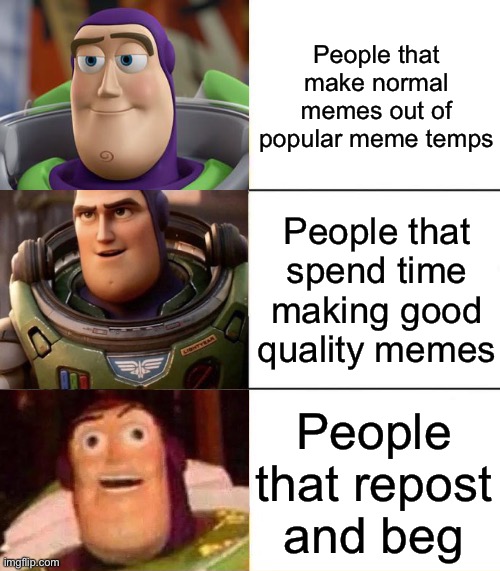 People that
make normal
memes out of
popular meme temps
People that
spend time
making good
quality memes
LIGHTYEAR
People
that repost
and beg
imgflip.com